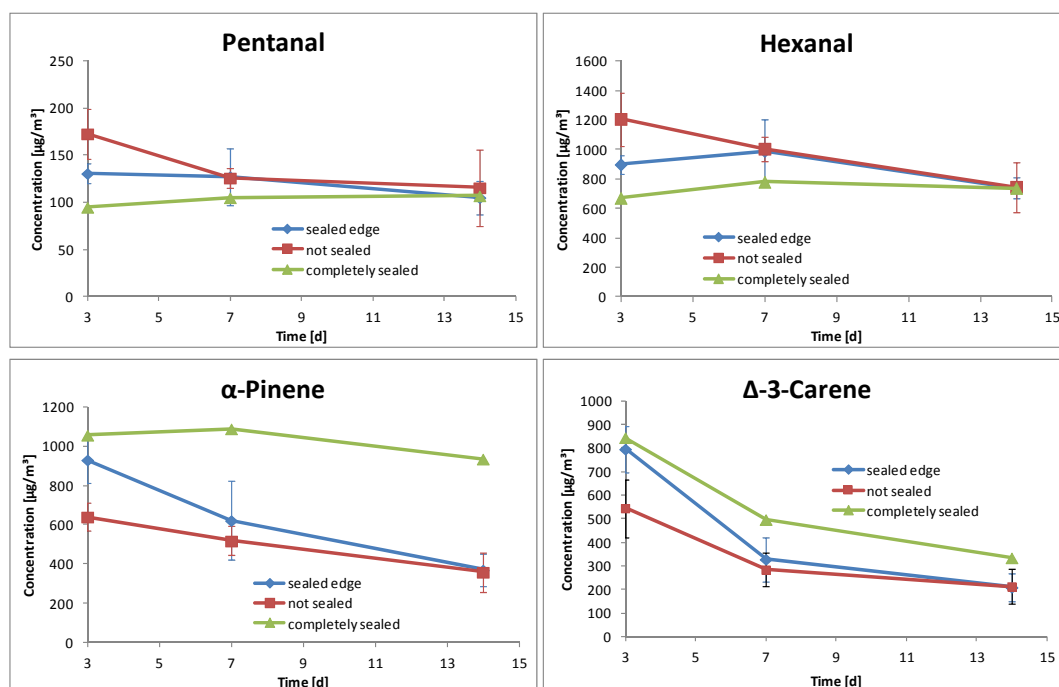 Pentanal
Concentration [µg/m³]
250
200
150
100
50
0
sealed edge
not sealed
completely sealed
3 5 7 9 11 13 15
Time [d]
Hexanal
Concentration [µg/m³]
1600
1400
1200
1000
800
600
400
200
0
sealed edge
not sealed
completely sealed
3 5 7 9 11 13 15
Time [d]
α-Pinene
Concentration [µg/m³]
1200
1000
800
600
400
200
0
sealed edge
not sealed
completely sealed
3 5 7 9 11 13 15
Time [d]
Δ-3-Carene
Concentration [µg/m³]
1000
900
800
700
600
500
400
300
200
100
0
sealed edge
not sealed
completely sealed
3 5 7 9 11 13 15
Time [d]